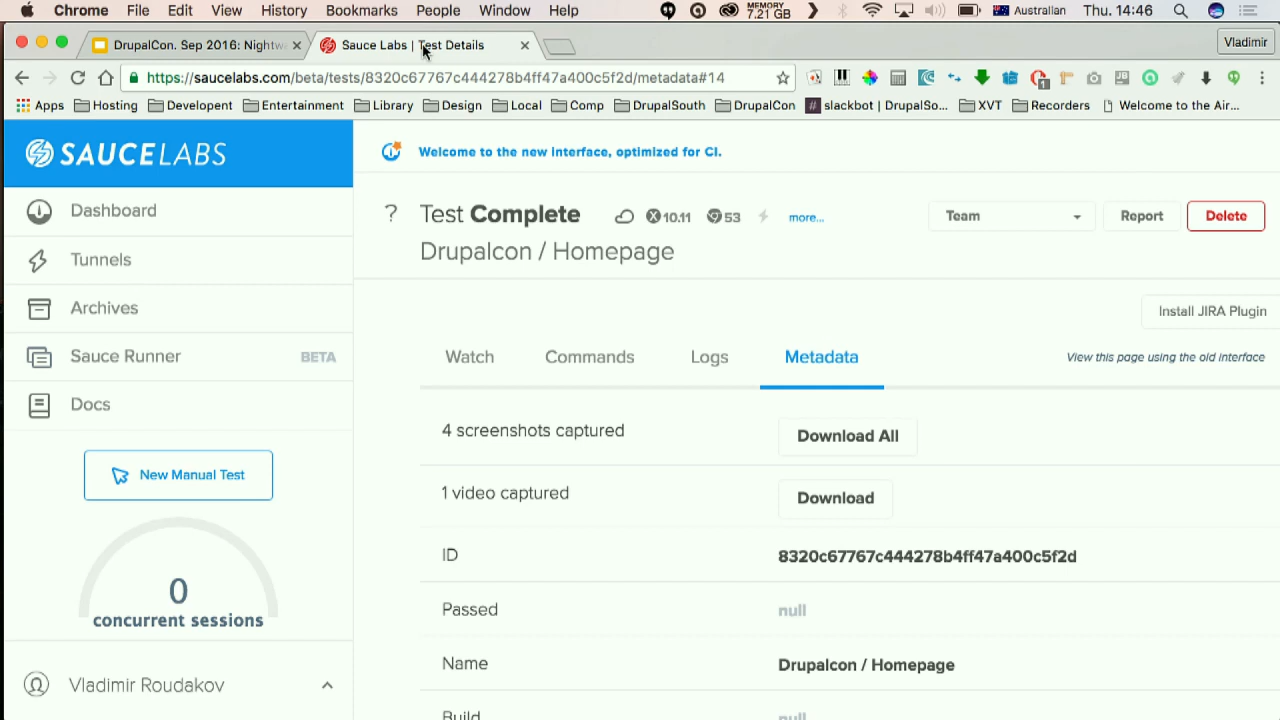 Chrome File Edit View History Bookmarks People Window Help MEMORY 7.21 GB Australian Thu. 14:46
DrupalCon. Sep 2016: Nightw Sauce Labs | Test Details Vladimir
https://saucelabs.com/beta/tests/8320c67767c444278b4ff47a400c5f2d/metadata#14
Apps Hosting Developent Entertainment Library Design Local Comp DrupalSouth DrupalCon slackbot | DrupalSo... XVT Recorders Welcome to the Air...
SAUCELABS
Welcome to the new interface, optimized for CI.
Dashboard
Tunnels
Archives
Sauce Runner BETA
Docs
New Manual Test
0
concurrent sessions
Vladimir Roudakov
? Test Complete 10.11 53 more... Team Report Delete
Drupalcon / Homepage
Install JIRA Plugin
Watch Commands Logs Metadata View this page using the old interface
4 screenshots captured Download All
1 video captured Download
ID 8320c67767c444278b4ff47a400c5f2d
Passed null
Name Drupalcon / Homepage
Build null